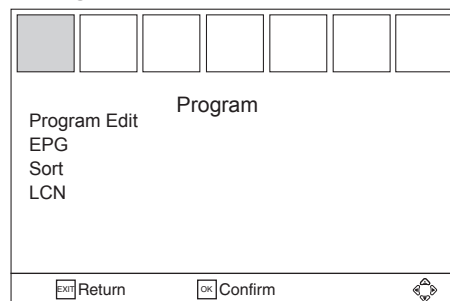 Program
Program Edit
EPG
Sort
LCN
EXIT Return OK Confirm